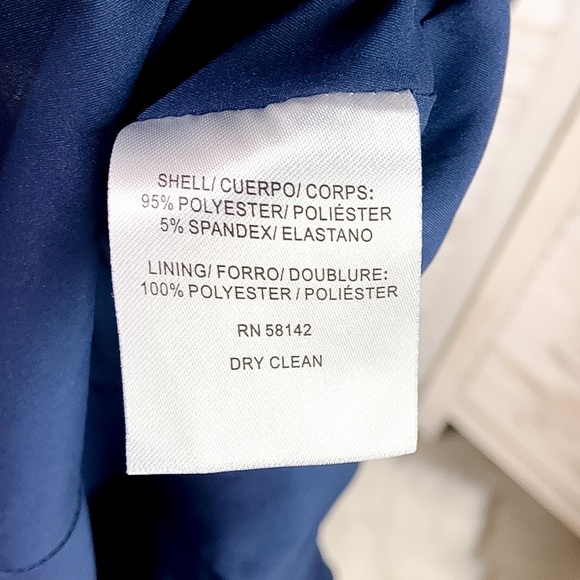 SHELL/ CUERPO/ CORPS:
95% POLYESTER/ POLIÉSTER
5% SPANDEX/ ELASTANO
LINING/ FORRO/ DOUBLURE:
100% POLYESTER / POLIÉSTER
RN 58142
DRY CLEAN